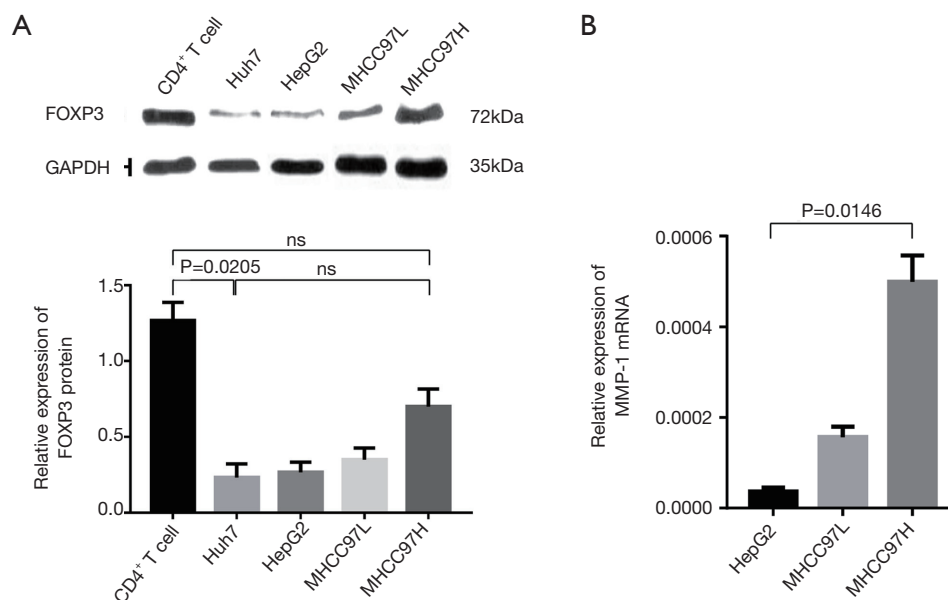 A
CD4⁺ T cell
Huh7
HepG2
MHCC97L
MHCC97H
FOXP3
72kDa
GAPDH
35kDa
ns
P=0.0205
ns
Relative expression of
FOXP3 protein
1.5
1.0
0.5
0.0
CD4⁺ T cell
Huh7
HepG2
MHCC97L
MHCC97H
B
P=0.0146
Relative expression of
MMP-1 mRNA
0.0006
0.0004
0.0002
0.0000
HepG2
MHCC97L
MHCC97H